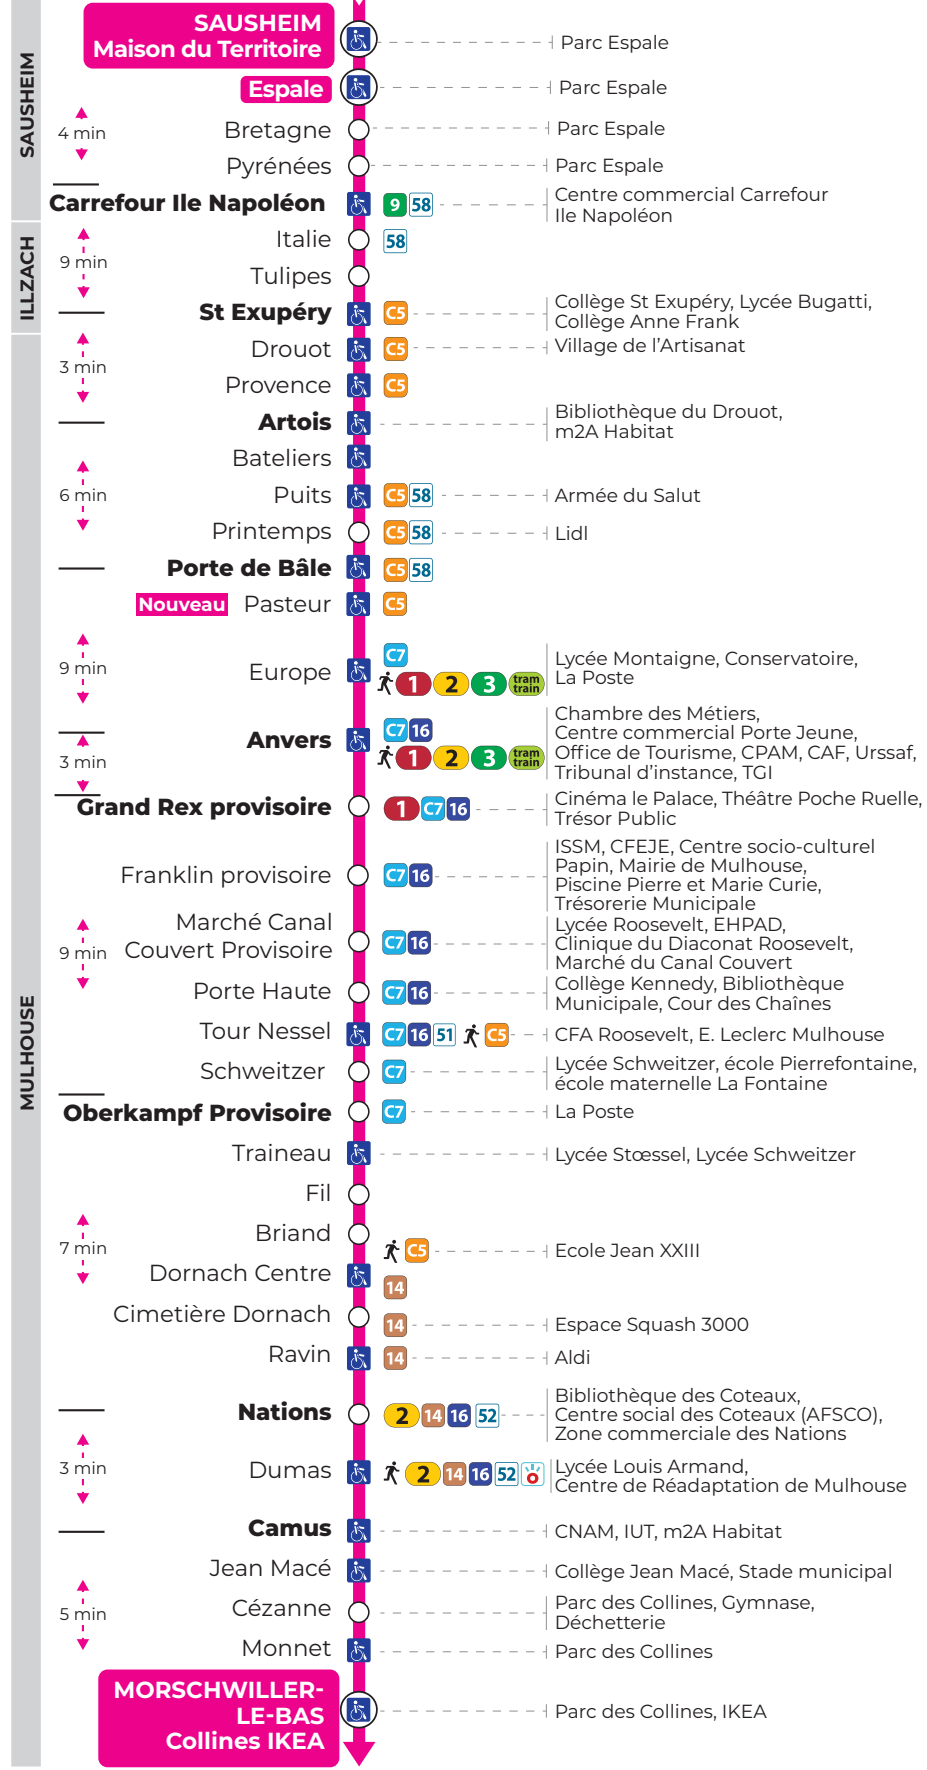 SAUSHEIM
Maison du Territoire
Parc Espale
Espale
Parc Espale
SAUSHEIM
Bretagne
Parc Espale
4 min
Pyrénées
Parc Espale
Carrefour Ile Napoléon
9 58
Centre commercial Carrefour
Ile Napoléon
Italie
58
ILLZACH
9 min
Tulipes
St Exupéry
C5
Collège St Exupéry, Lycée Bugatti,
Collège Anne Frank
Drouot
C5
Village de l'Artisanat
3 min
Provence
C5
Artois
Bibliothèque du Drouot,
m2A Habitat
Bateliers
6 min
Puits
C5 58
Armée du Salut
Printemps
C5 58
Lidl
Porte de Bâle
C5 58
Nouveau Pasteur
C5
9 min
Europe
C7
1 2 3 tram
train
Lycée Montaigne, Conservatoire,
La Poste
Anvers
C7 16
1 2 3 tram
train
Chambre des Métiers,
Centre commercial Porte Jeune,
Office de Tourisme, CPAM, CAF, Urssaf,
Tribunal d'instance, TGI
3 min
Grand Rex provisoire
1 C7 16
Cinéma le Palace, Théâtre Poche Ruelle,
Trésor Public
Franklin provisoire
C7 16
ISSM, CFEJE, Centre socio-culturel
Papin, Mairie de Mulhouse,
Piscine Pierre et Marie Curie,
Trésorerie Municipale
9 min
Marché Canal
Couvert Provisoire
C7 16
Lycée Roosevelt, EHPAD,
Clinique du Diaconat Roosevelt,
Marché du Canal Couvert
Porte Haute
C7 16
Collège Kennedy, Bibliothèque
Municipale, Cour des Chaînes
MULHOUSE
Tour Nessel
C7 16 51 C5
CFA Roosevelt, E. Leclerc Mulhouse
Schweitzer
C7
Lycée Schweitzer, école Pierrefontaine,
école maternelle La Fontaine
Oberkampf Provisoire
C7
La Poste
Traineau
Lycée Stœssel, Lycée Schweitzer
Fil
Briand
C5
Ecole Jean XXIII
7 min
Dornach Centre
14
Cimetière Dornach
14
Espace Squash 3000
Ravin
14
Aldi
Nations
2 14 16 52
Bibliothèque des Coteaux,
Centre social des Coteaux (AFSCO),
Zone commerciale des Nations
3 min
Dumas
2 14 16 52
Lycée Louis Armand,
Centre de Réadaptation de Mulhouse
Camus
CNAM, IUT, m2A Habitat
Jean Macé
Collège Jean Macé, Stade municipal
5 min
Cézanne
Parc des Collines, Gymnase,
Déchetterie
Monnet
Parc des Collines
MORSCHWILLER-
LE-BAS
Collines IKEA
Parc des Collines, IKEA